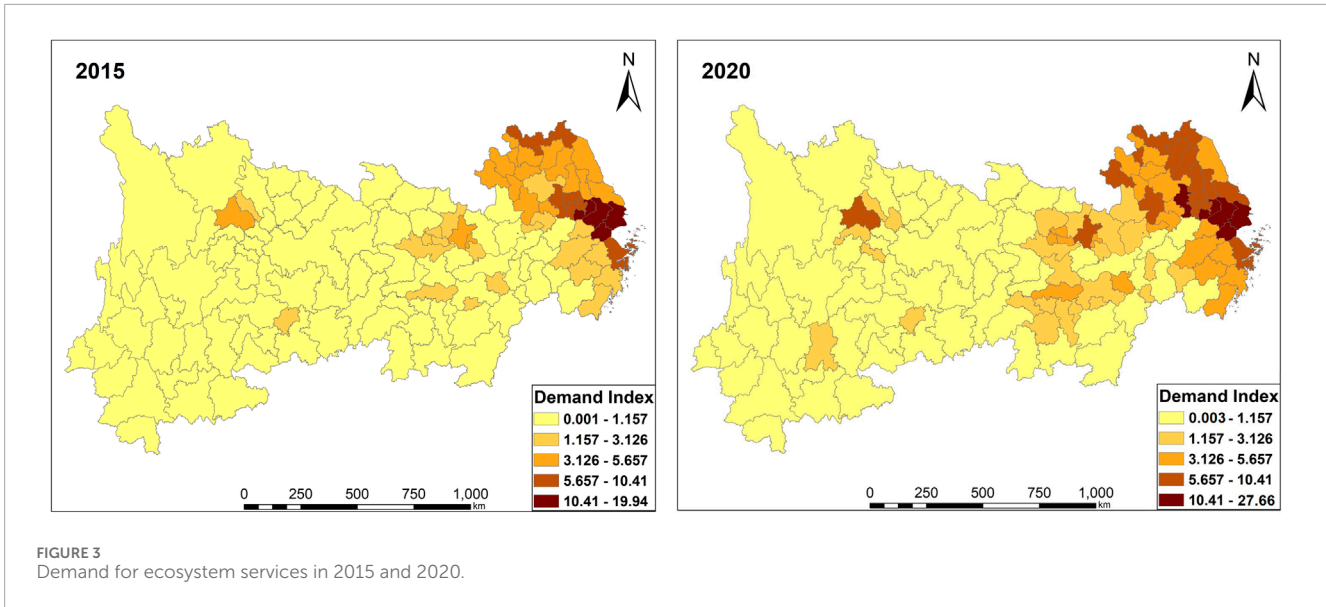 2015
N
Demand Index
0.001 - 1.157
1.157 - 3.126
3.126 - 5.657
5.657 - 10.41
10.41 - 19.94
0 250 500 750 1,000
km
2020
N
Demand Index
0.003 - 1.157
1.157 - 3.126
3.126 - 5.657
5.657 - 10.41
10.41 - 27.66
0 250 500 750 1,000
km
FIGURE 3
Demand for ecosystem services in 2015 and 2020.